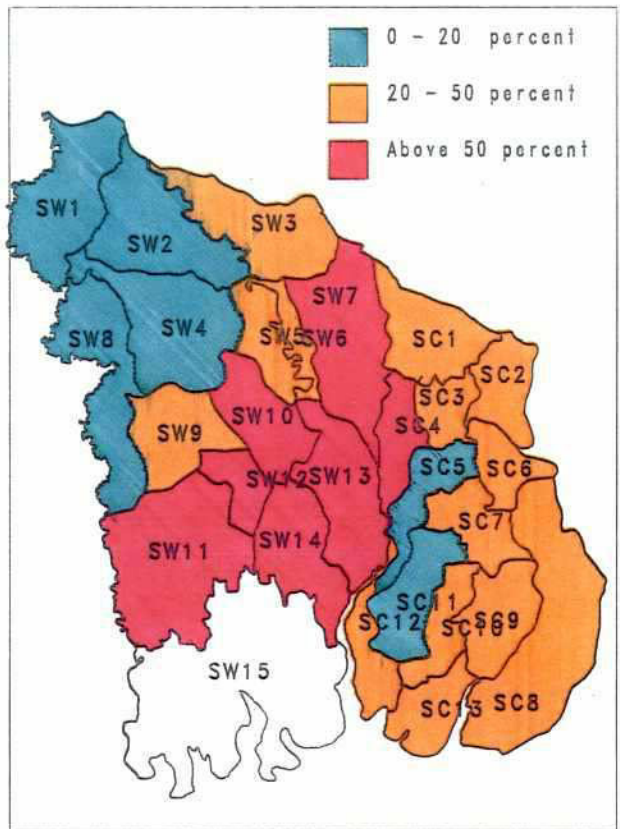 0 - 20 percent
20 - 50 percent
Above 50 percent
SW1
SW2
SW3
SW7
SW8
SW4
SW5
SW6
SC1
SC2
SC3
SW10
SC4
SW9
SC5
SC6
SW12
SW13
SC7
SW11
SW14
SC11
SC12
SC10
SC9
SW15
SC13
SC8